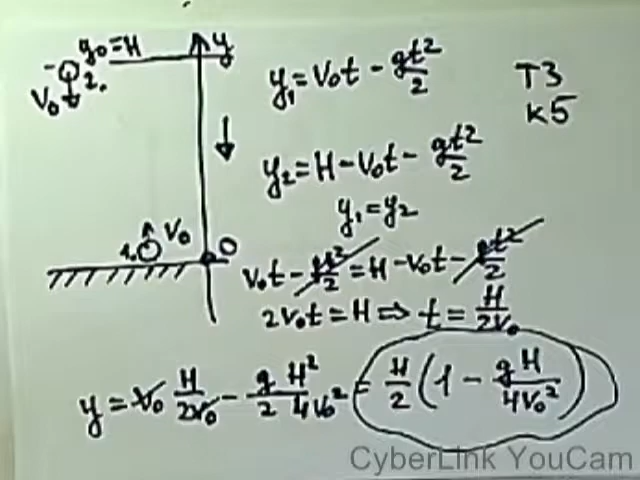 y₀=H
y
2.
V₀
y₁=V₀t - gt²/2
T3
K5
y₂=H-V₀t-gt²/2
y₁=y₂
1.
V₀
O
V₀t-gt²/2=H-V₀t-gt²/2
2V₀t=H⇒t=H/2V₀
y=V₀ H/2V₀ - g/2 H²/4V₀² = H/2(1-gH/4V₀²)
CyberLink YouCam